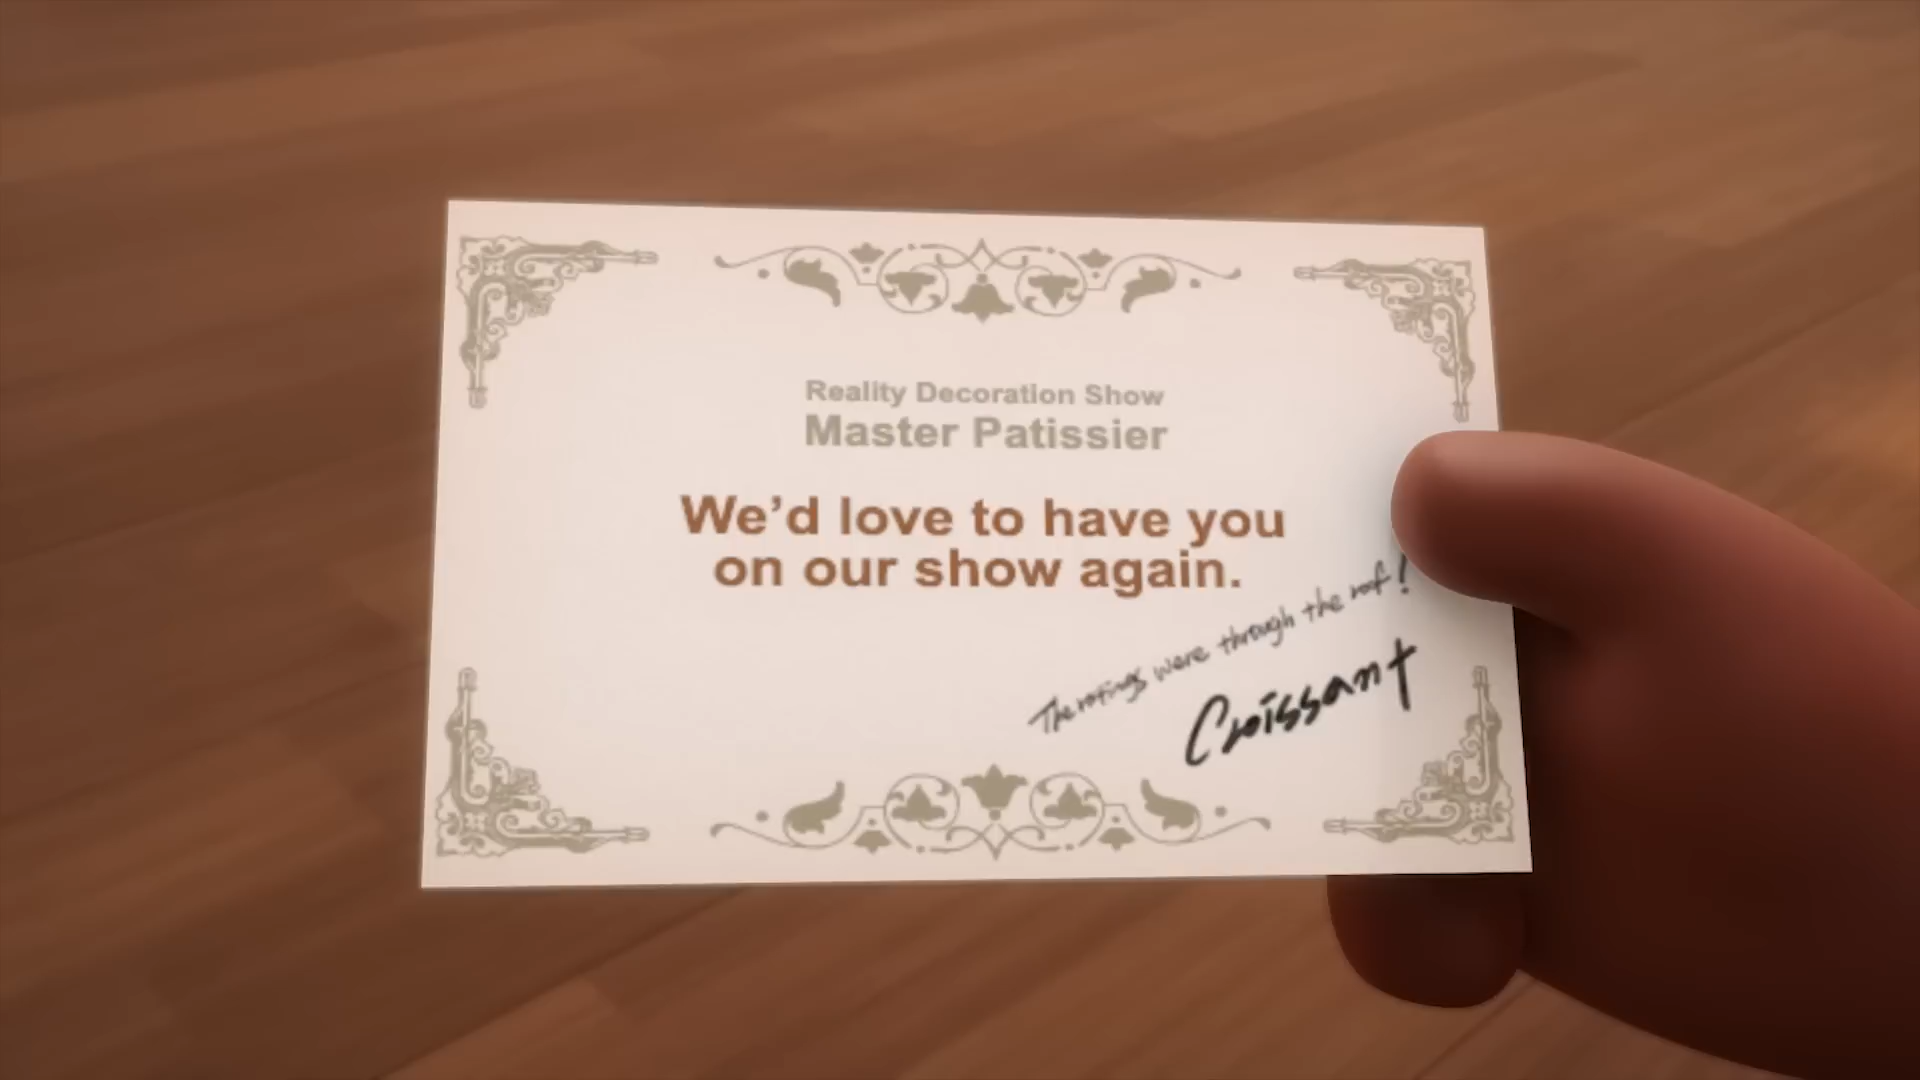 Reality Decoration Show
Master Patissier
We’d love to have you
on our show again.
The ratings were through the roof!
Croissant